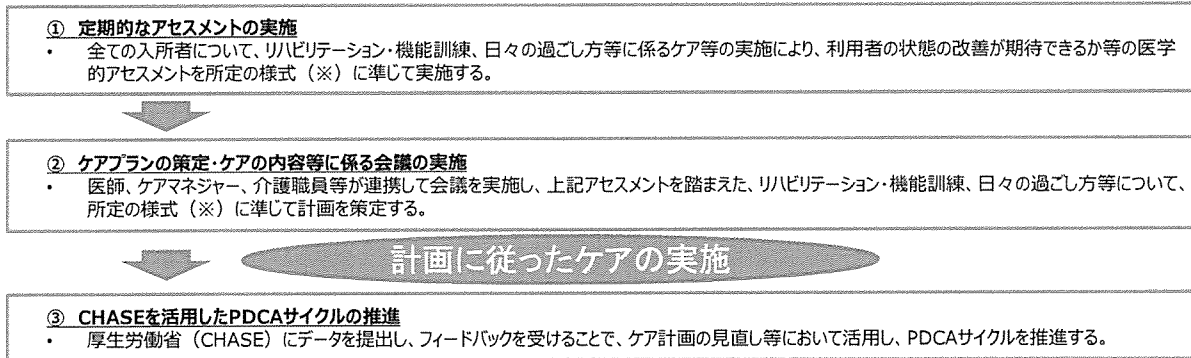 ① 定期的なアセスメントの実施
・ 全ての入所者について、リハビリテーション・機能訓練、日々の過ごし方等に係るケア等の実施により、利用者の状態の改善が期待できるか等の医学
的アセスメントを所定の様式（※）に準じて実施する。
② ケアプランの策定・ケアの内容等に係る会議の実施
・ 医師、ケアマネジャー、介護職員等が連携して会議を実施し、上記アセスメントを踏まえた、リハビリテーション・機能訓練、日々の過ごし方等について、
所定の様式（※）に準じて計画を策定する。
計画に従ったケアの実施
③ CHASEを活用したPDCAサイクルの推進
・ 厚生労働省（CHASE）にデータを提出し、フィードバックを受けることで、ケア計画の見直し等において活用し、PDCAサイクルを推進する。